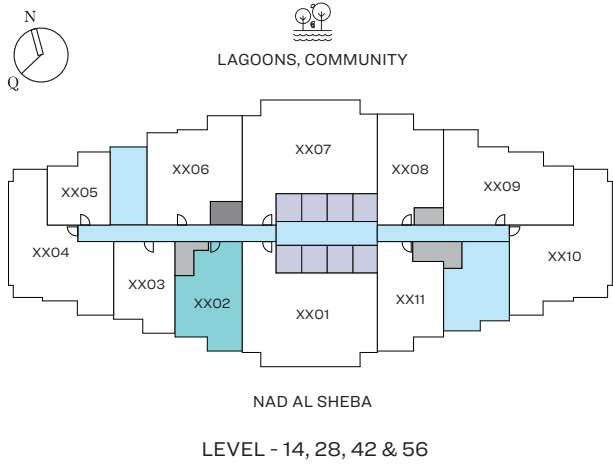 N
Q
LAGOONS, COMMUNITY
XX07
XX06
XX08
XX05
XX09
XX04
XX10
XX03
XX02
XX01
XX11
NAD AL SHEBA
LEVEL - 14, 28, 42 & 56